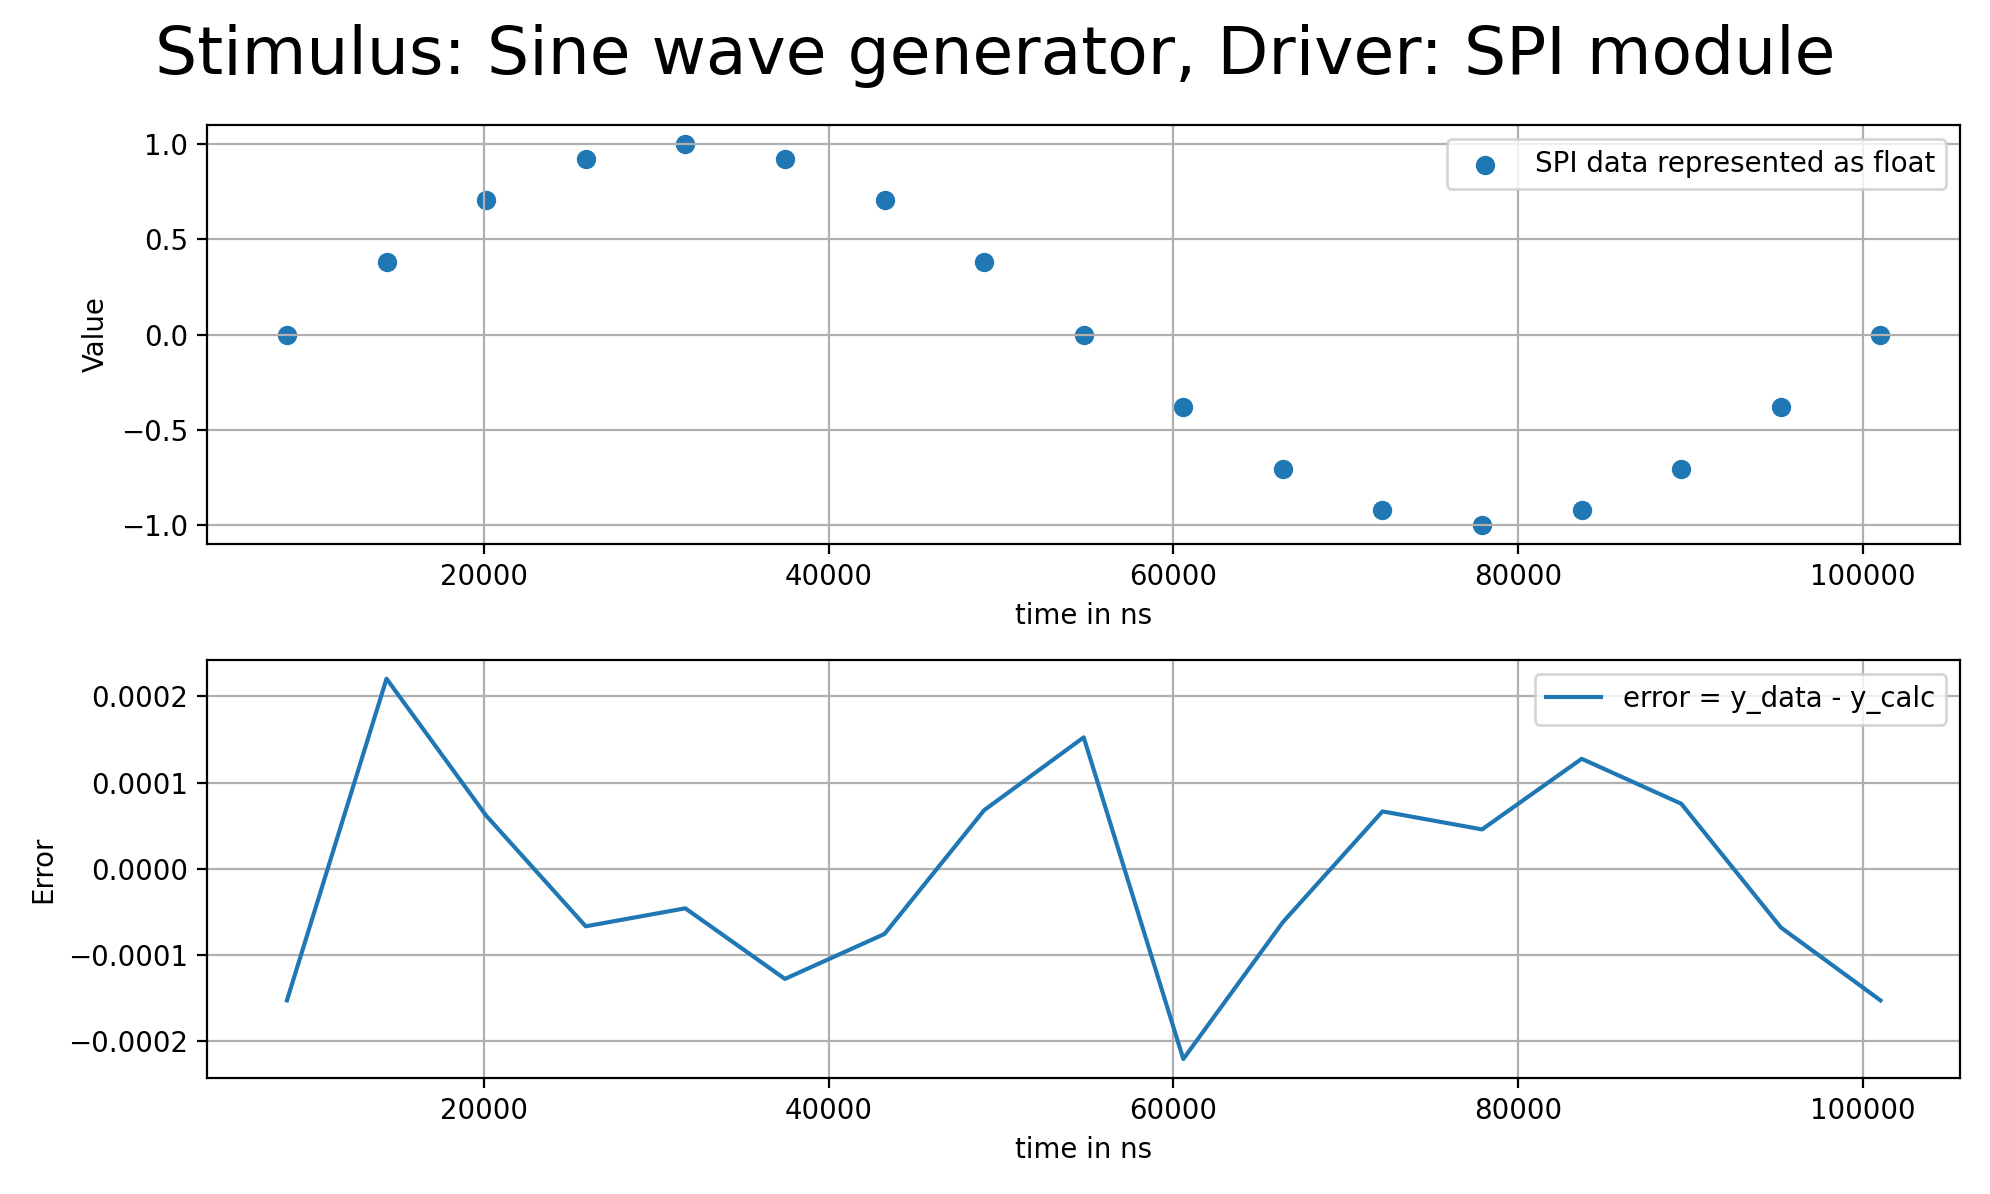 Stimulus: Sine wave generator, Driver: SPI module
1.0
0.5
0.0
−0.5
−1.0
Value
SPI data represented as float
20000 40000 60000 80000 100000
time in ns
0.0002
0.0001
0.0000
−0.0001
−0.0002
Error
error = y_data - y_calc
20000 40000 60000 80000 100000
time in ns